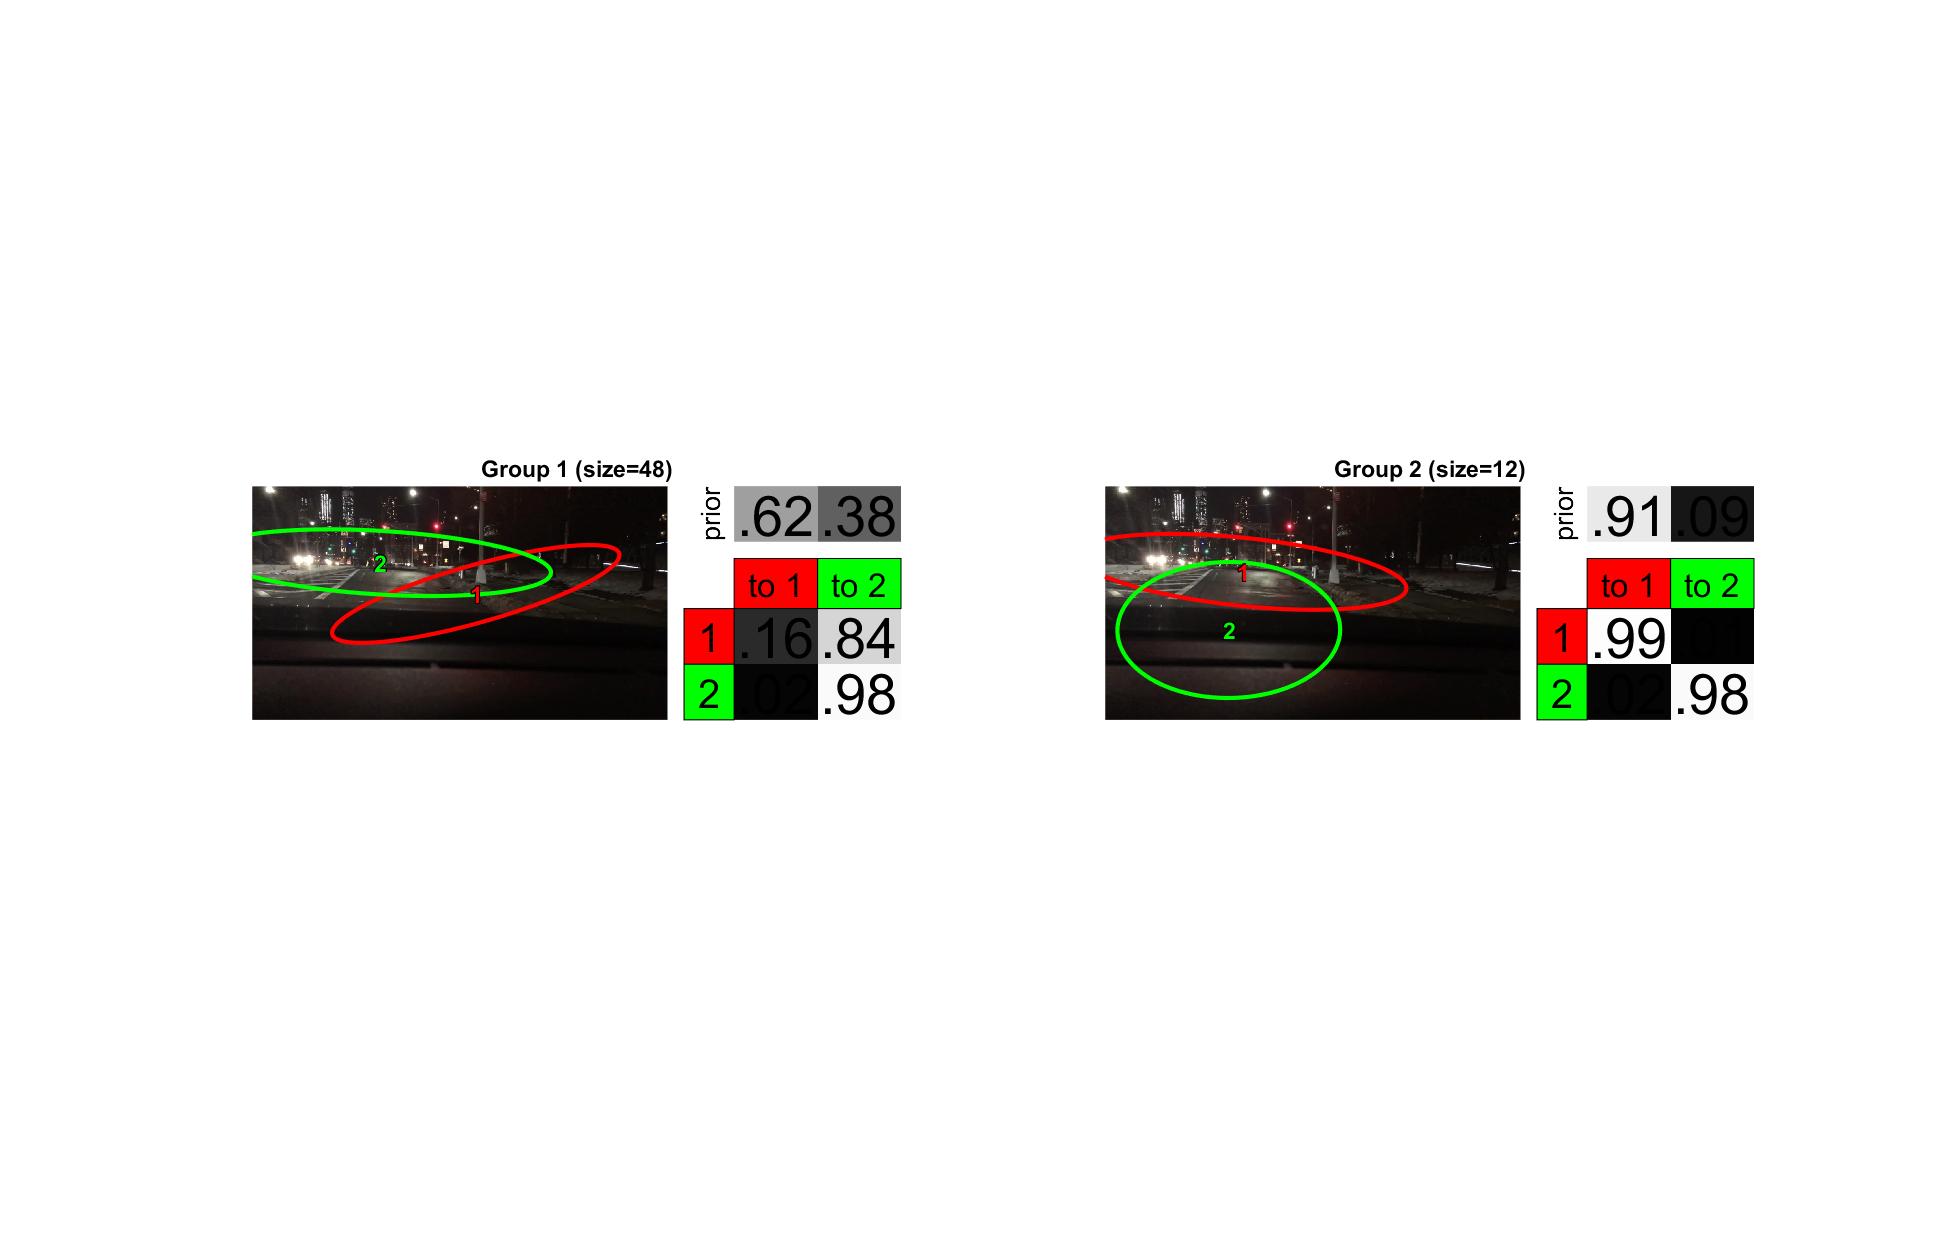 Group 1 (size=48)
prior .62 .38
to 1 to 2
1 .16 .84
2 .02 .98
2
1
Group 2 (size=12)
prior .91 .09
to 1 to 2
1 .99 .01
2 .02 .98
1
2